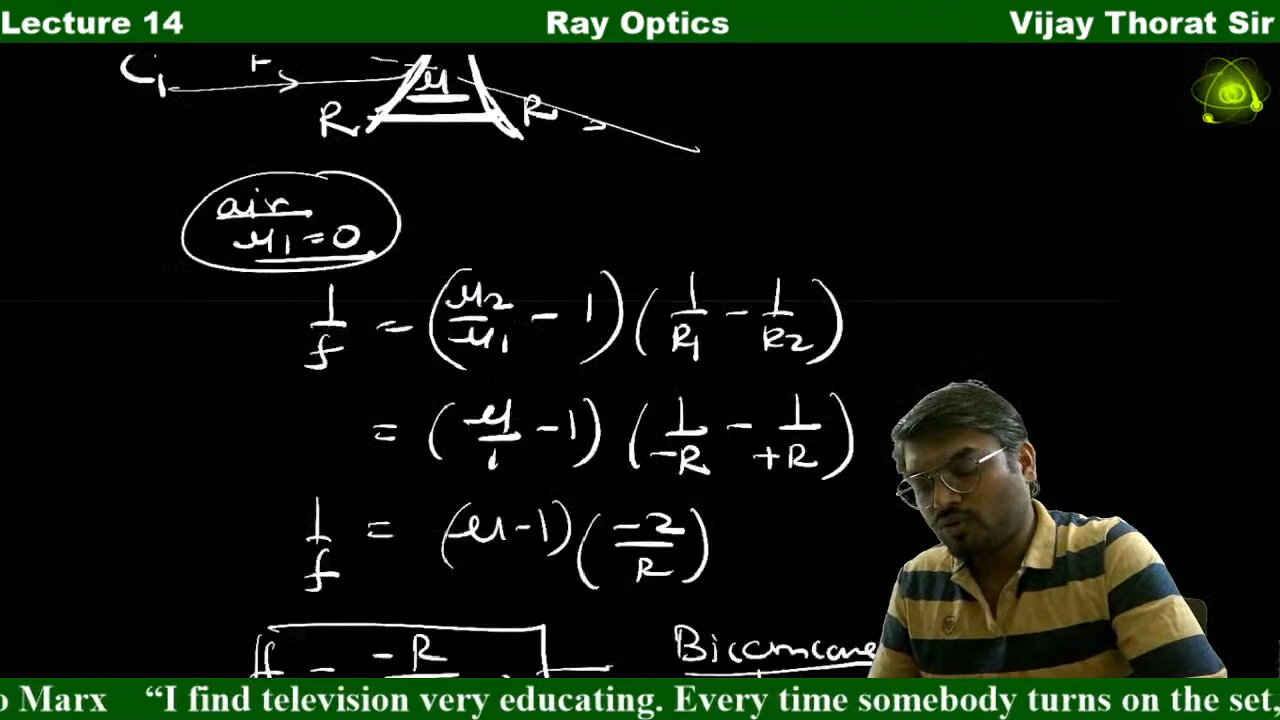 Lecture 14 Ray Optics Vijay Thorat Sir
C₁ μ
R R
air
μ₁ = 0
1/f = (μ₂/μ₁ - 1) (1/R₁ - 1/R₂)
= (μ/1 - 1) (1/-R - 1/+R)
1/f = (μ-1) (-2/R)
- R
o Marx “I find television very educating. Every time somebody turns on the set,